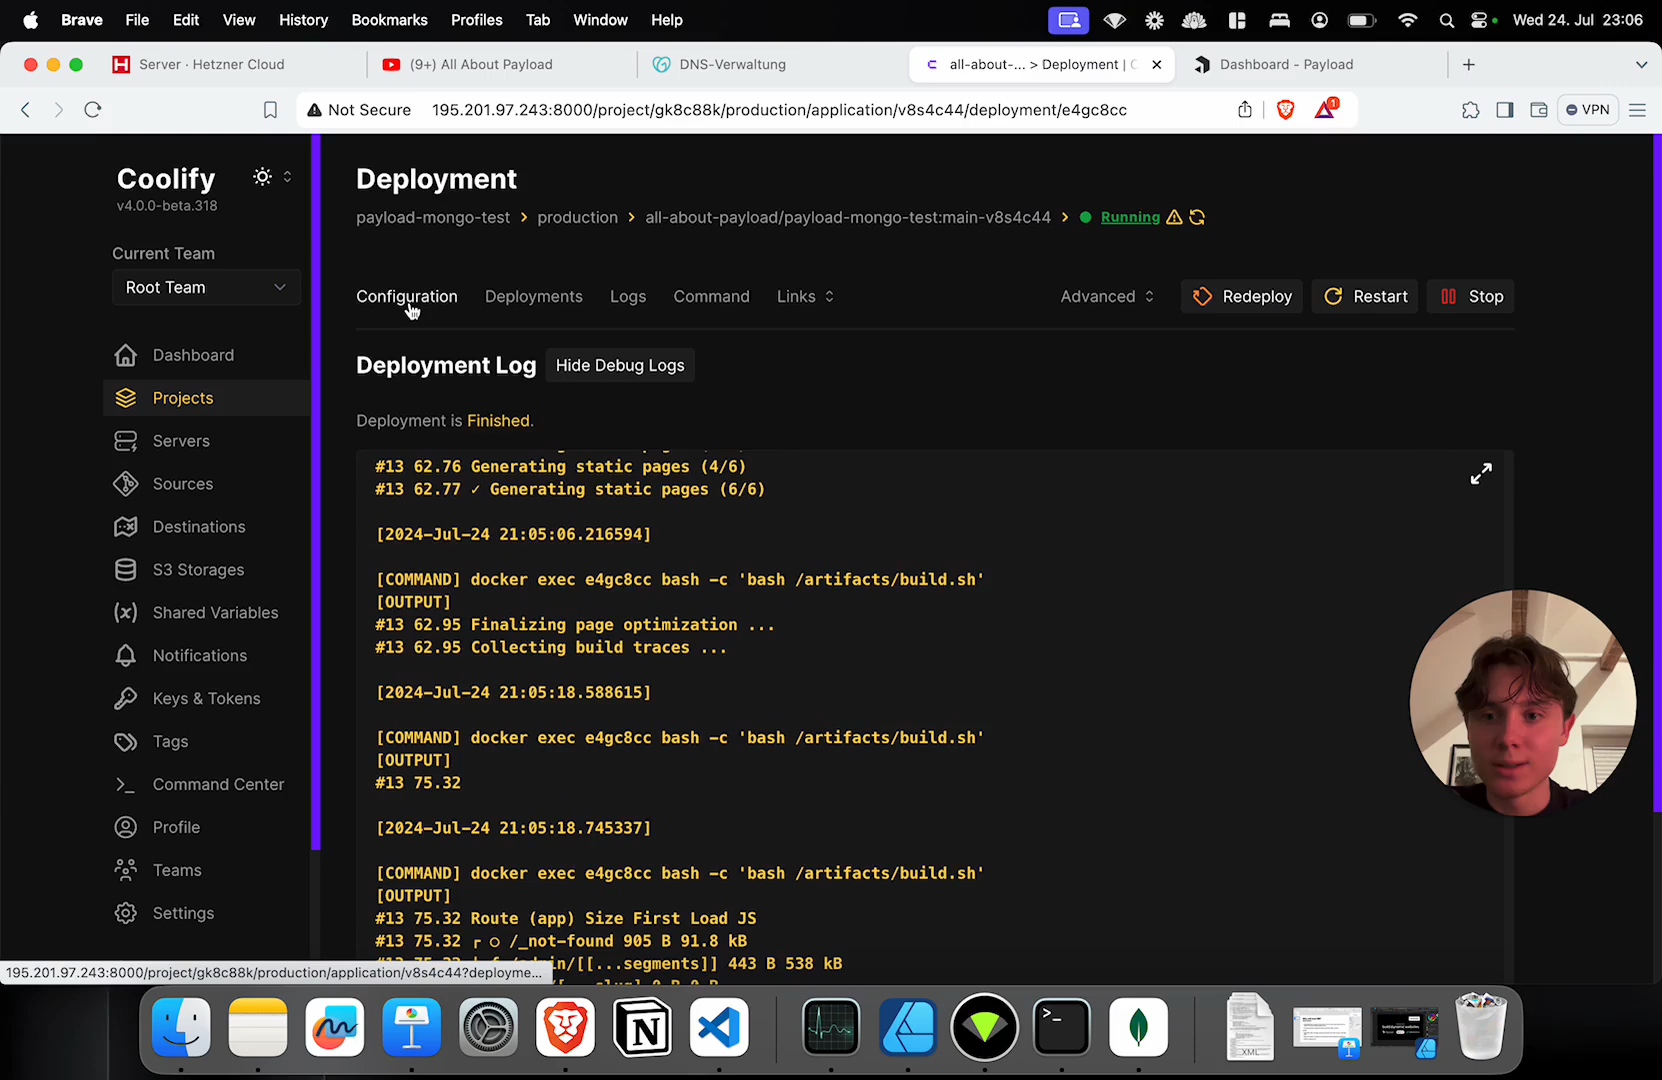 Brave File Edit View History Bookmarks Profiles Tab Window Help Wed 24. Jul 23:06
Server · Hetzner Cloud
(9+) All About Payload
DNS-Verwaltung
all-about-... > Deployment |
Dashboard - Payload
Not Secure 195.201.97.243:8000/project/gk8c88k/production/application/v8s4c44/deployment/e4gc8cc
1
VPN
Coolify
v4.0.0-beta.318
Current Team
Root Team
Dashboard
Projects
Servers
Sources
Destinations
S3 Storages
Shared Variables
Notifications
Keys & Tokens
Tags
Command Center
Profile
Teams
Settings
Deployment
payload-mongo-test > production > all-about-payload/payload-mongo-test:main-v8s4c44 > Running
Configuration Deployments Logs Command Links Advanced Redeploy Restart Stop
Deployment Log Hide Debug Logs
Deployment is Finished.
#13 62.76 Generating static pages (4/6)
#13 62.77 ✓ Generating static pages (6/6)
[2024-Jul-24 21:05:06.216594]
[COMMAND] docker exec e4gc8cc bash -c 'bash /artifacts/build.sh'
[OUTPUT]
#13 62.95 Finalizing page optimization ...
#13 62.95 Collecting build traces ...
[2024-Jul-24 21:05:18.588615]
[COMMAND] docker exec e4gc8cc bash -c 'bash /artifacts/build.sh'
[OUTPUT]
#13 75.32
[2024-Jul-24 21:05:18.745337]
[COMMAND] docker exec e4gc8cc bash -c 'bash /artifacts/build.sh'
[OUTPUT]
#13 75.32 Route (app) Size First Load JS
#13 75.32 ┌ ○ /_not-found 905 B 91.8 kB
/[[...segments]] 443 B 538 kB
195.201.97.243:8000/project/gk8c88k/production/application/v8s4c44?deployme...
XML